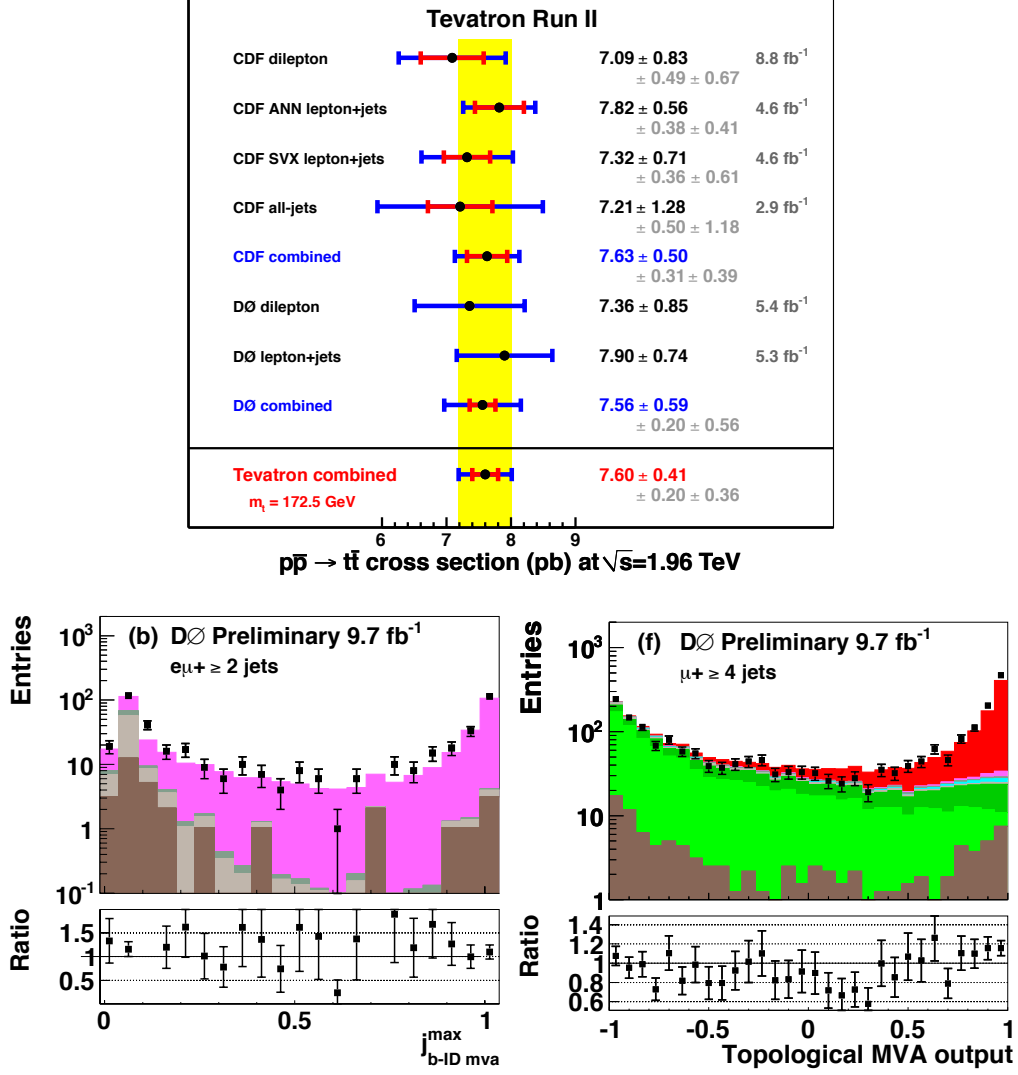 Tevatron Run II
CDF dilepton 7.09 ± 0.83 8.8 fb⁻¹
± 0.49 ± 0.67
CDF ANN lepton+jets 7.82 ± 0.56 4.6 fb⁻¹
± 0.38 ± 0.41
CDF SVX lepton+jets 7.32 ± 0.71 4.6 fb⁻¹
± 0.36 ± 0.61
CDF all-jets 7.21 ± 1.28 2.9 fb⁻¹
± 0.50 ± 1.18
CDF combined 7.63 ± 0.50
± 0.31 ± 0.39
DØ dilepton 7.36 ± 0.85 5.4 fb⁻¹
DØ lepton+jets 7.90 ± 0.74 5.3 fb⁻¹
DØ combined 7.56 ± 0.59
± 0.20 ± 0.56
Tevatron combined 7.60 ± 0.41
mₜ = 172.5 GeV ± 0.20 ± 0.36
6 7 8 9
pp̅ → tt̅ cross section (pb) at √s=1.96 TeV
(b) DØ Preliminary 9.7 fb⁻¹
eμ+ ≥ 2 jets
Entries
10³
10²
10
1
10⁻¹
Ratio
1.5
1
0.5
0 0.5 1
j^max_b-ID mva
(f) DØ Preliminary 9.7 fb⁻¹
μ+ ≥ 4 jets
Entries
10³
10²
10
1
Ratio
1.4
1.2
1
0.8
0.6
-1 -0.5 0 0.5 1
Topological MVA output